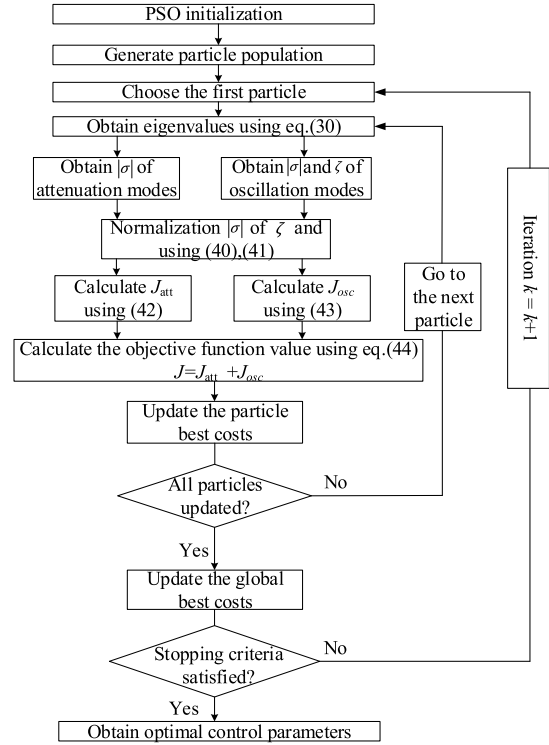 PSO initialization
Generate particle population
Choose the first particle
Obtain eigenvalues using eq.(30)
Obtain |σ| of
attenuation modes
Obtain |σ| and ζ of
oscillation modes
Normalization |σ| of ζ and
using (40),(41)
Calculate J_att
using (42)
Calculate J_osc
using (43)
Calculate the objective function value using eq.(44)
J=J_att +J_osc
Update the particle
best costs
All particles
updated?
No
Go to
the next
particle
Yes
Update the global
best costs
Stopping criteria
satisfied?
No
Iteration k = k+1
Yes
Obtain optimal control parameters